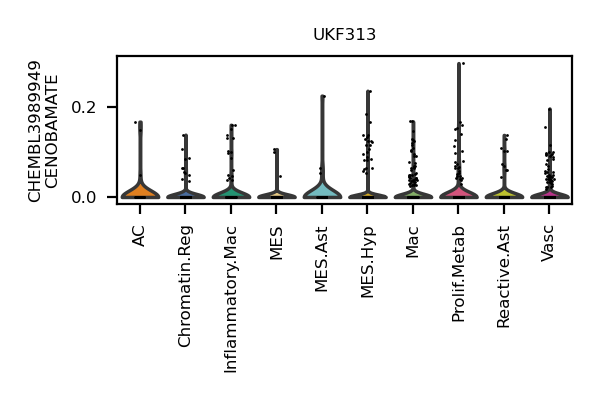 UKF313
CHEMBL3989949
CENOBAMATE
0.2
0.0
AC
Chromatin.Reg
Inflammatory.Mac
MES
MES.Ast
MES.Hyp
Mac
Prolif.Metab
Reactive.Ast
Vasc